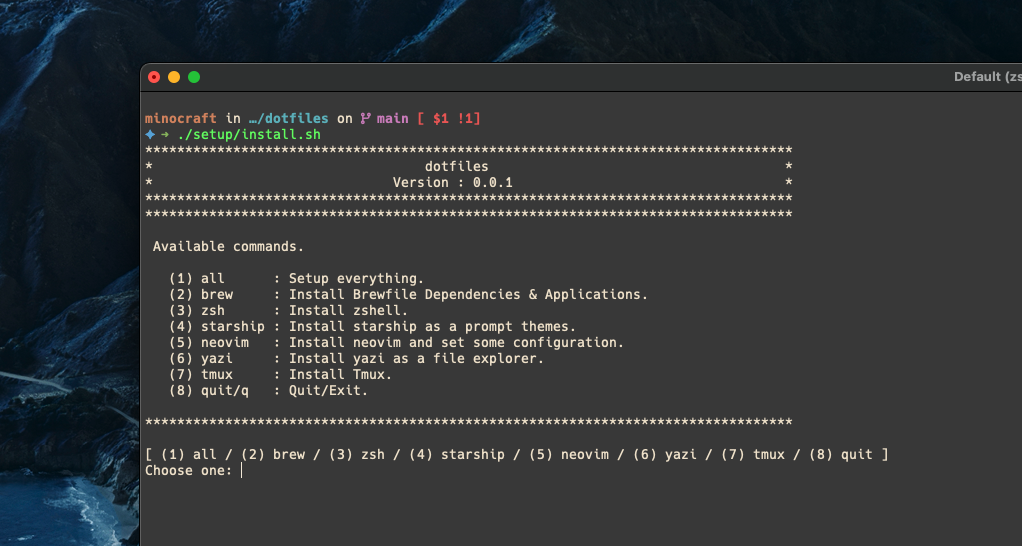 Default (zs
minocraft in …/dotfiles on main [ $1 !1]
✦ ➜ ./setup/install.sh
*********************************************************************************
* dotfiles *
* Version : 0.0.1 *
*********************************************************************************
*********************************************************************************
Available commands.
(1) all : Setup everything.
(2) brew : Install Brewfile Dependencies & Applications.
(3) zsh : Install zshell.
(4) starship : Install starship as a prompt themes.
(5) neovim : Install neovim and set some configuration.
(6) yazi : Install yazi as a file explorer.
(7) tmux : Install Tmux.
(8) quit/q : Quit/Exit.
*********************************************************************************
[ (1) all / (2) brew / (3) zsh / (4) starship / (5) neovim / (6) yazi / (7) tmux / (8) quit ]
Choose one: